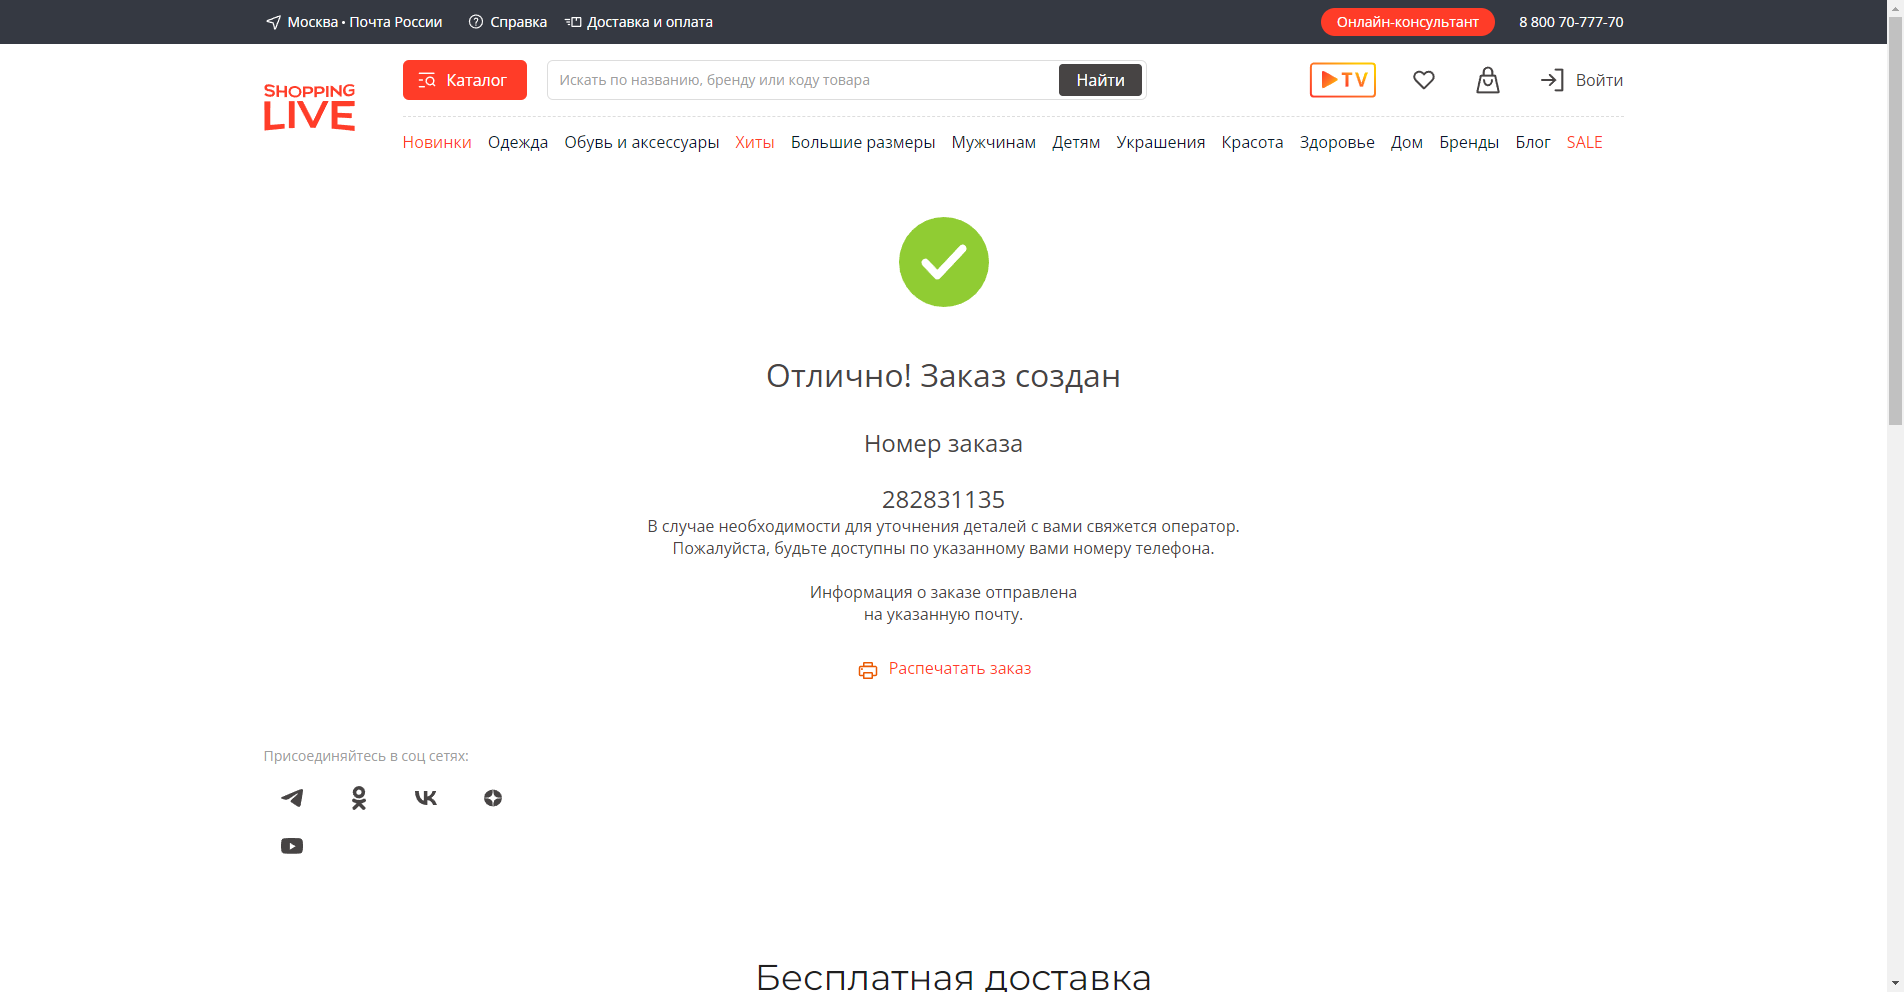 Москва • Почта России
Справка
Доставка и оплата
Онлайн-консультант
8 800 70-777-70
SHOPPING
LIVE
Каталог
Искать по названию, бренду или коду товара
Найти
TV
Войти
Новинки Одежда Обувь и аксессуары Хиты Большие размеры Мужчинам Детям Украшения Красота Здоровье Дом Бренды Блог SALE
Отлично! Заказ создан
Номер заказа
282831135
В случае необходимости для уточнения деталей с вами свяжется оператор.
Пожалуйста, будьте доступны по указанному вами номеру телефона.
Информация о заказе отправлена
на указанную почту.
Распечатать заказ
Присоединяйтесь в соц сетях:
Бесплатная доставка